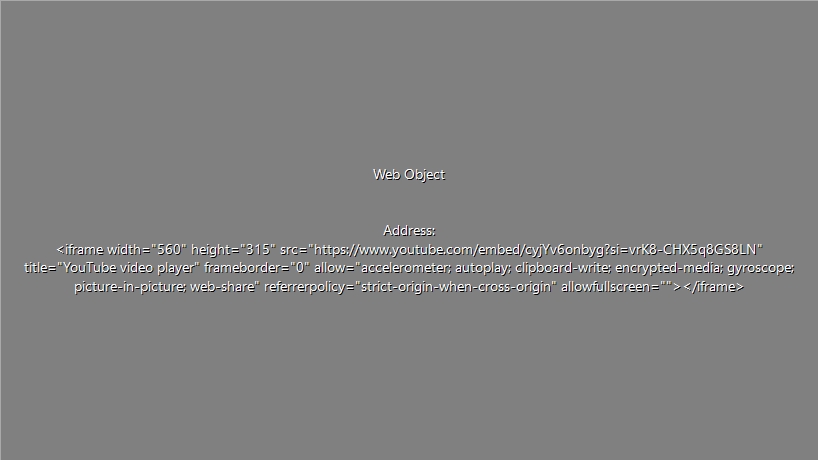 Web Object
Address:
<iframe width="560" height="315" src="https://www.youtube.com/embed/cyjYv6onbyg?si=vrK8-CHX5q8GS8LN"
title="YouTube video player" frameborder="0" allow="accelerometer; autoplay; clipboard-write; encrypted-media; gyroscope;
picture-in-picture; web-share" referrerpolicy="strict-origin-when-cross-origin" allowfullscreen=""></iframe>